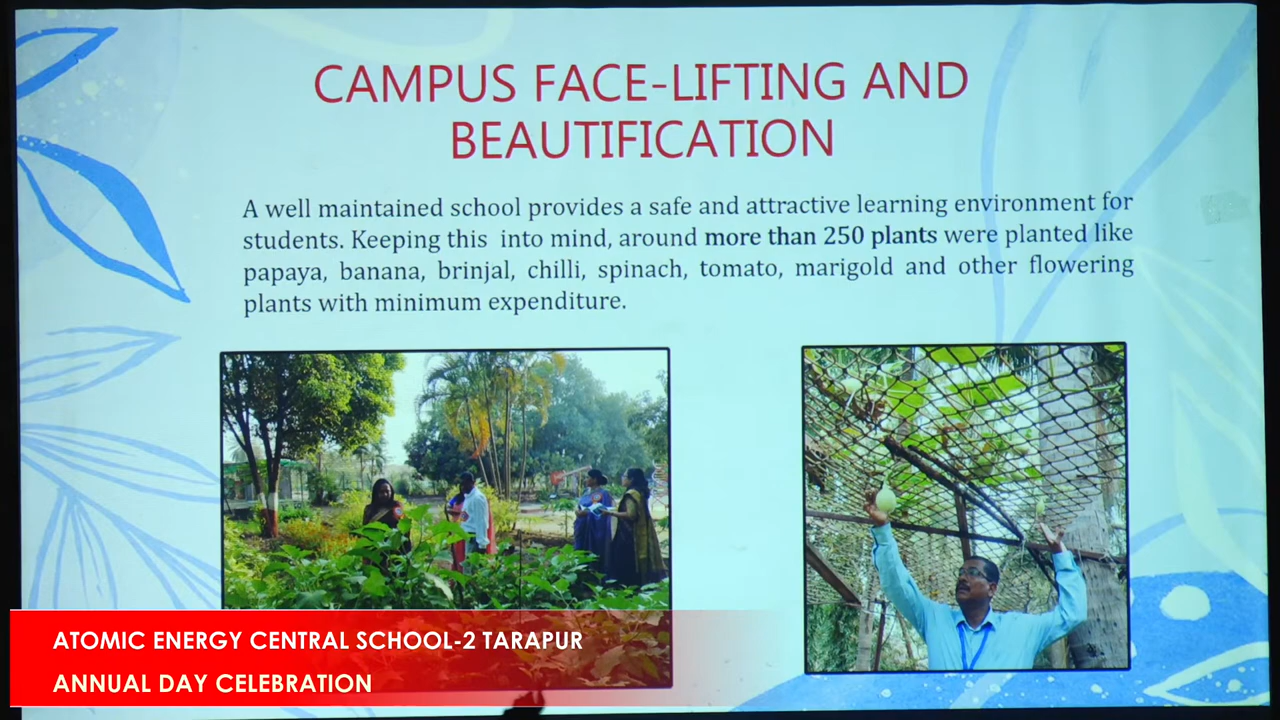 CAMPUS FACE-LIFTING AND
BEAUTIFICATION
A well maintained school provides a safe and attractive learning environment for
students. Keeping this into mind, around more than 250 plants were planted like
papaya, banana, brinjal, chilli, spinach, tomato, marigold and other flowering
plants with minimum expenditure.
ATOMIC ENERGY CENTRAL SCHOOL-2 TARAPUR
ANNUAL DAY CELEBRATION